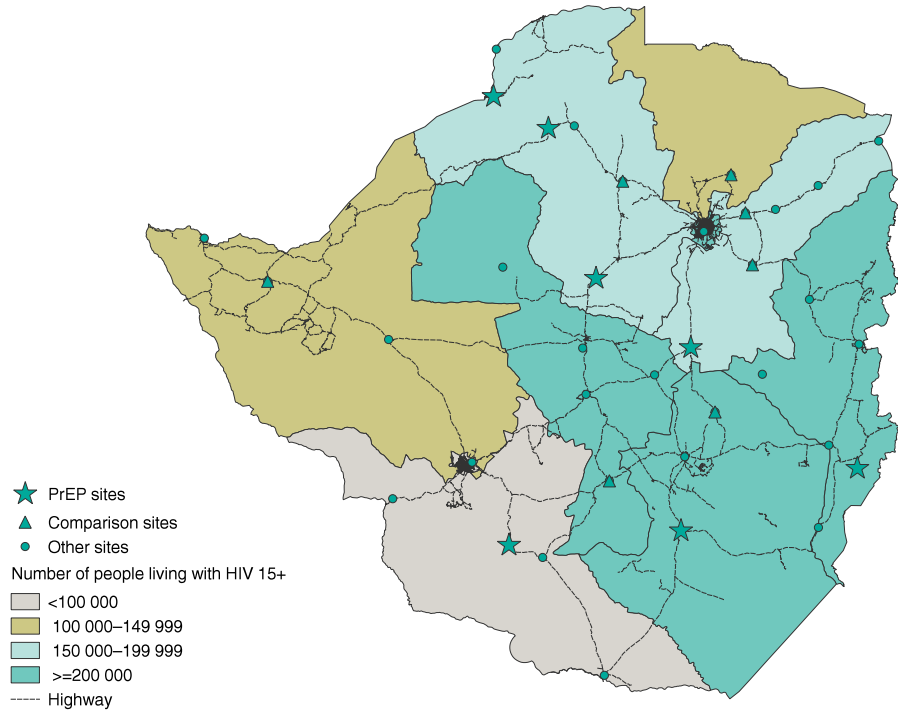 PrEP sites
Comparison sites
Other sites
Number of people living with HIV 15+
<100 000
100 000–149 999
150 000–199 999
>=200 000
Highway